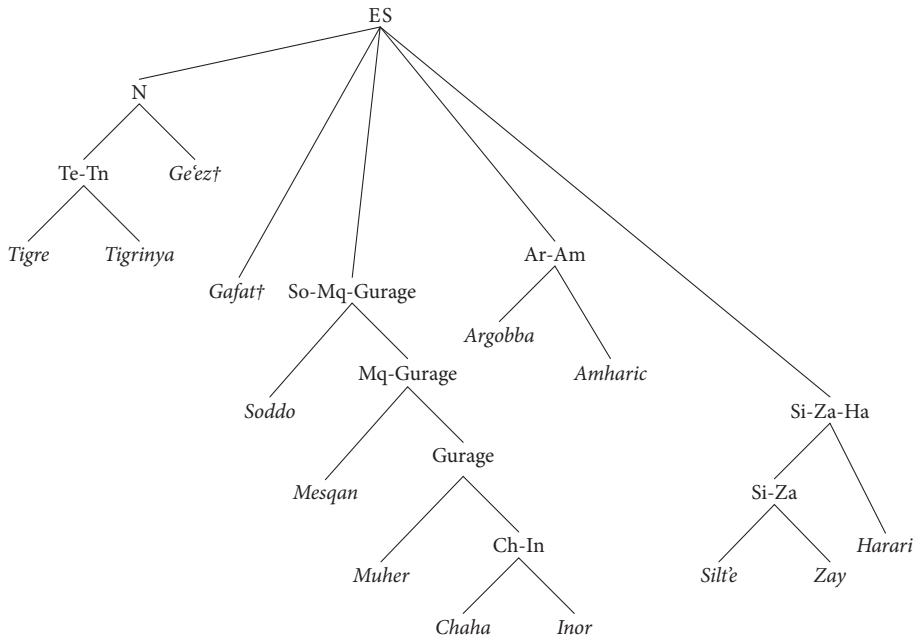 ES
N
Te-Tn
Ge‘ez†
Tigre
Tigrinya
Gafat†
So-Mq-Gurage
Ar-Am
Argobba
Amharic
Soddo
Mq-Gurage
Si-Za-Ha
Mesqan
Gurage
Si-Za
Muher
Ch-In
Harari
Silt’e
Zay
Chaha
Inor